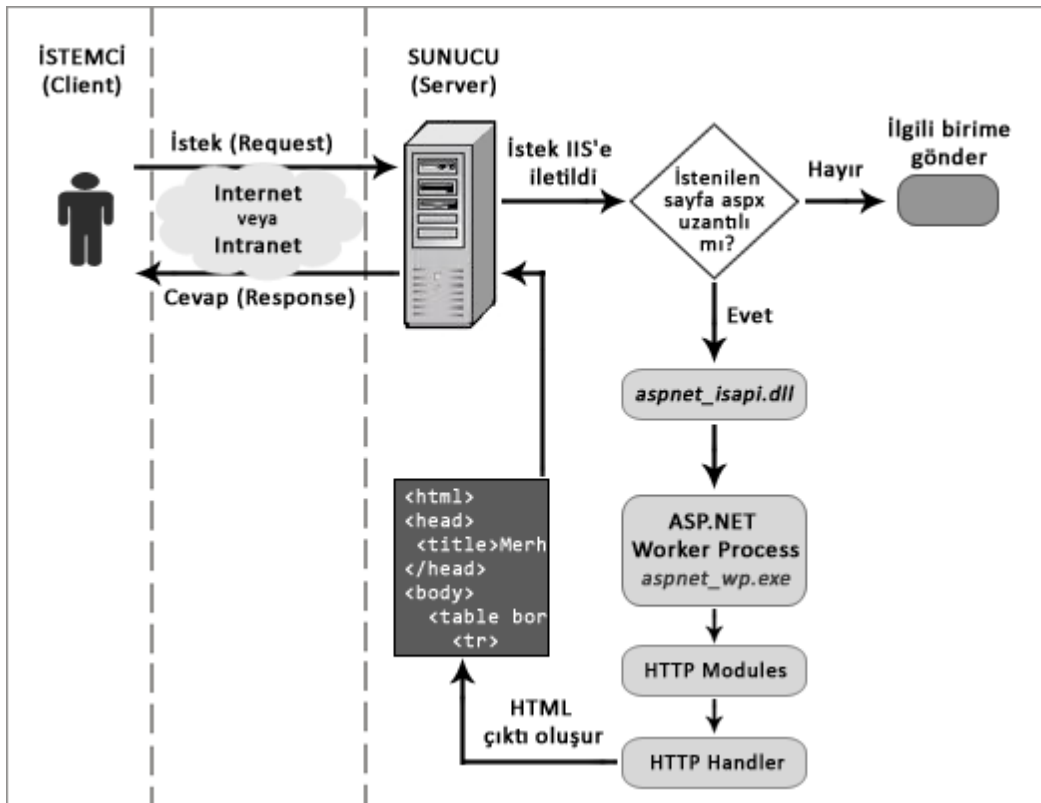 İSTEMCİ
(Client)
SUNUCU
(Server)
İstek (Request)
Internet
veya
Intranet
Cevap (Response)
İstek IIS'e
iletildi
İstenilen
sayfa aspx
uzantılı
mı?
Hayır
İlgili birime
gönder
Evet
aspnet_isapi.dll
ASP.NET
Worker Process
aspnet_wp.exe
HTTP Modules
HTTP Handler
HTML
çıktı oluşur
<html>
<head>
<title>Merh
</head>
<body>
<table bor
<tr>